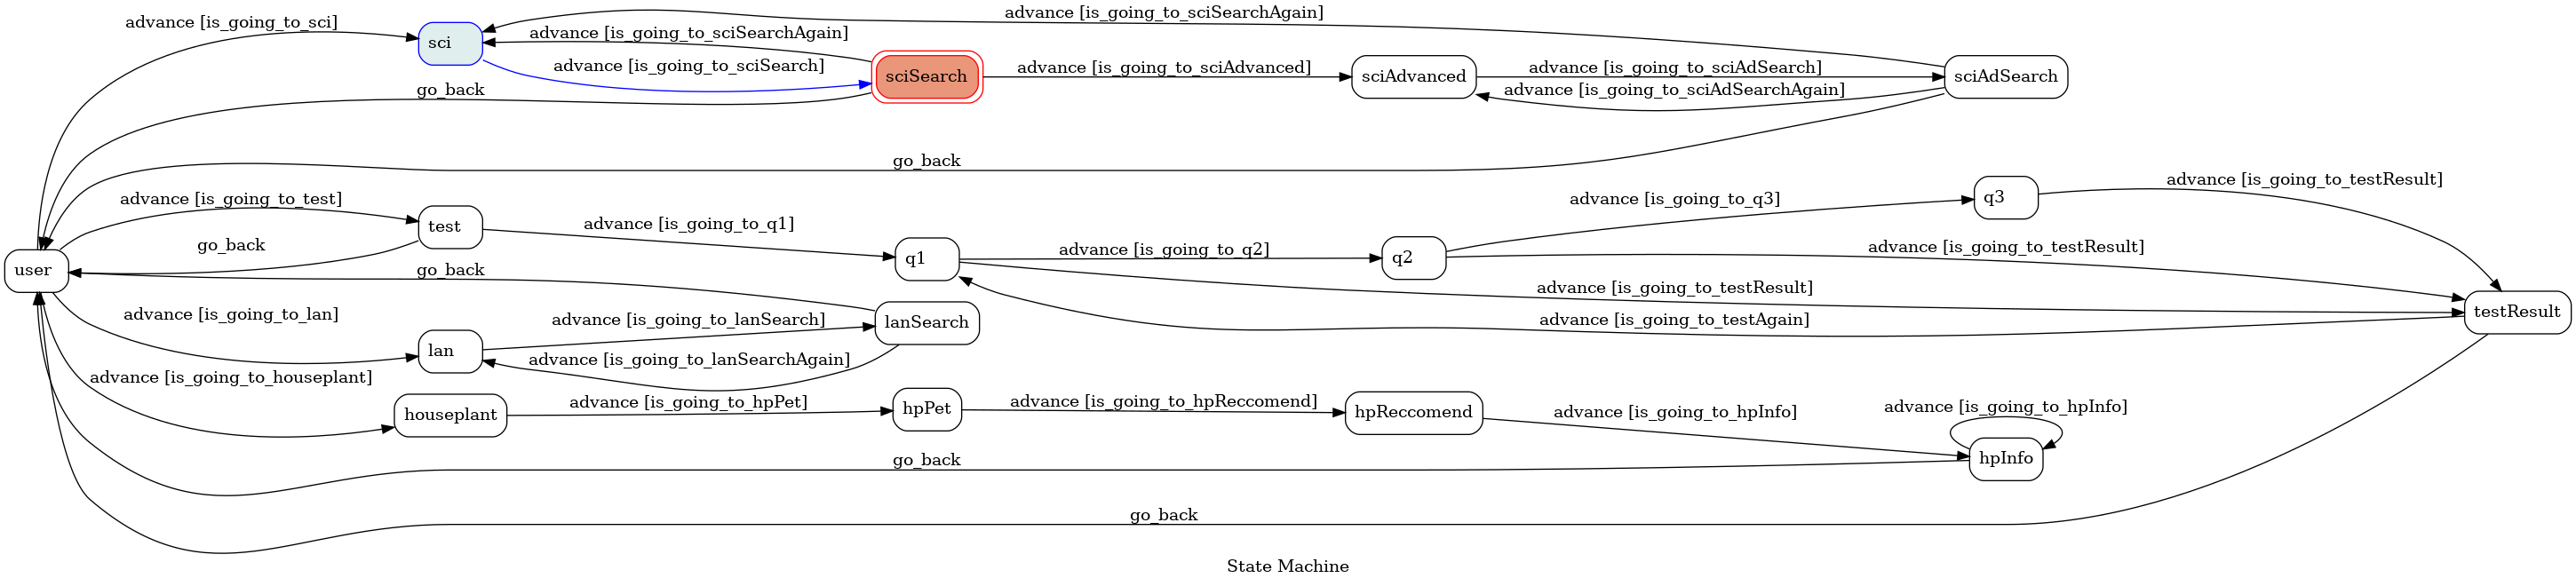 advance [is_going_to_sciSearchAgain]
advance [is_going_to_sci]
advance [is_going_to_sciSearchAgain]
sci
advance [is_going_to_sciSearch]
advance [is_going_to_sciAdvanced]
advance [is_going_to_sciAdSearch]
sciSearch
sciAdvanced
sciAdSearch
go_back
advance [is_going_to_sciAdSearchAgain]
go_back
advance [is_going_to_testResult]
advance [is_going_to_test]
advance [is_going_to_q3]
q3
test
advance [is_going_to_q1]
go_back
advance [is_going_to_q2]
advance [is_going_to_testResult]
q1
q2
user
go_back
advance [is_going_to_testResult]
advance [is_going_to_lan]
advance [is_going_to_lanSearch]
lanSearch
advance [is_going_to_testAgain]
testResult
lan
advance [is_going_to_lanSearchAgain]
advance [is_going_to_houseplant]
advance [is_going_to_hpPet]
advance [is_going_to_hpReccomend]
advance [is_going_to_hpInfo]
advance [is_going_to_hpInfo]
houseplant
hpPet
hpReccomend
go_back
hpInfo
go_back
State Machine